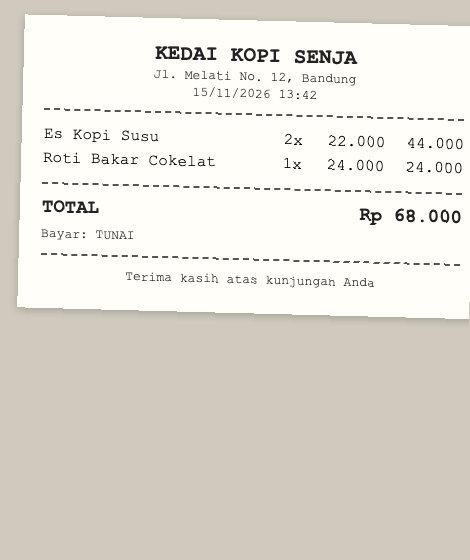 KEDAI KOPI SENJA
Jl. Melati No. 12, Bandung
15/11/2026 13:42
Es Kopi Susu 2x 22.000 44.000
Roti Bakar Cokelat 1x 24.000 24.000
TOTAL Rp 68.000
Bayar: TUNAI
Terima kasih atas kunjungan Anda